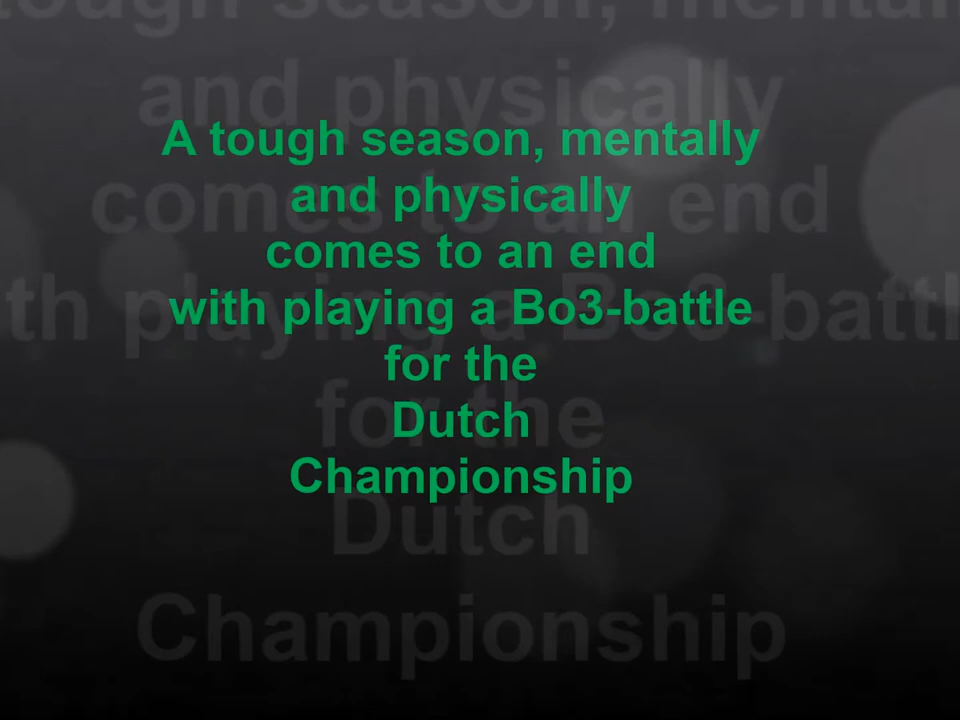 A tough season, mentally
and physically
comes to an end
with playing a Bo3-battle
for the
Dutch
Championship